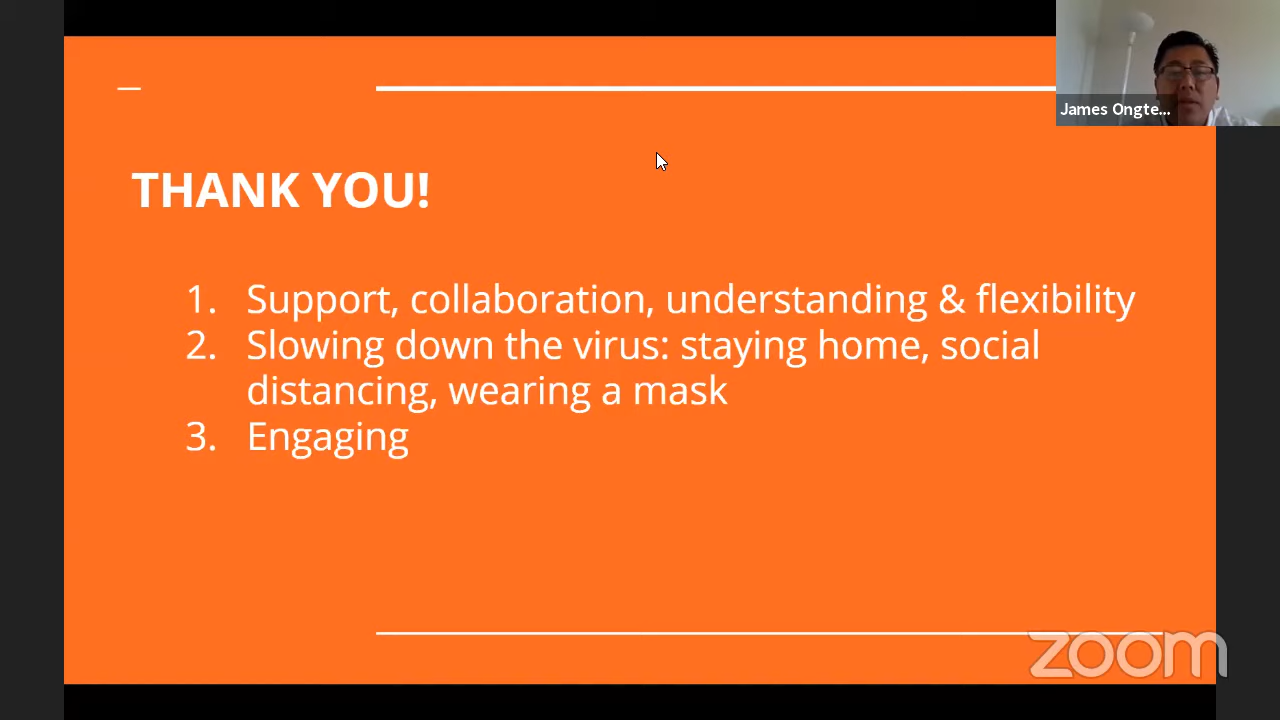 James Ongte...
THANK YOU!
1. Support, collaboration, understanding & flexibility
2. Slowing down the virus: staying home, social
distancing, wearing a mask
3. Engaging
zoom